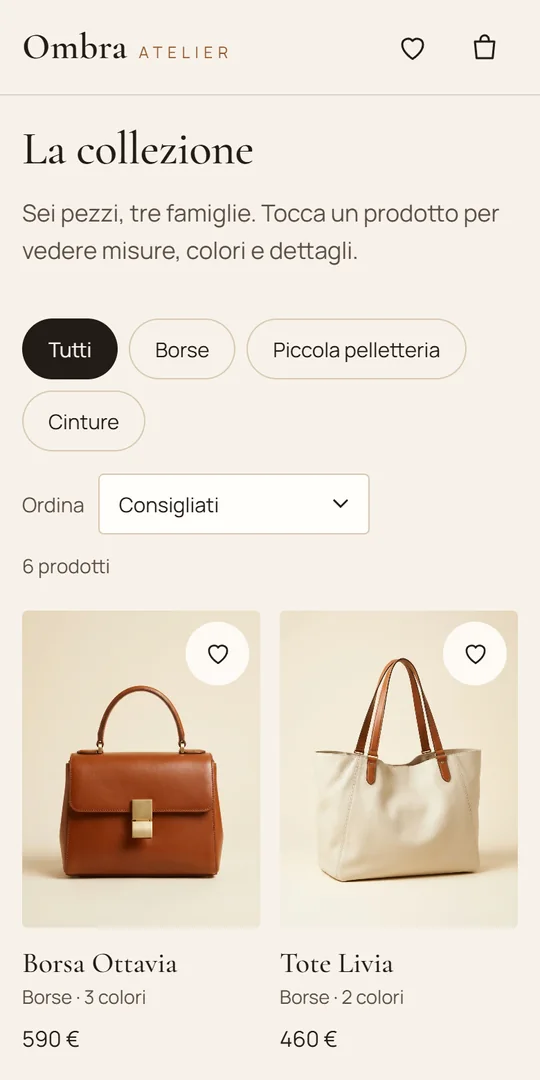 Ombra ATELIER
La collezione
Sei pezzi, tre famiglie. Tocca un prodotto per
vedere misure, colori e dettagli.
Tutti
Borse
Piccola pelletteria
Cinture
Ordina
Consigliati
6 prodotti
Borsa Ottavia
Borse · 3 colori
590 €
Tote Livia
Borse · 2 colori
460 €